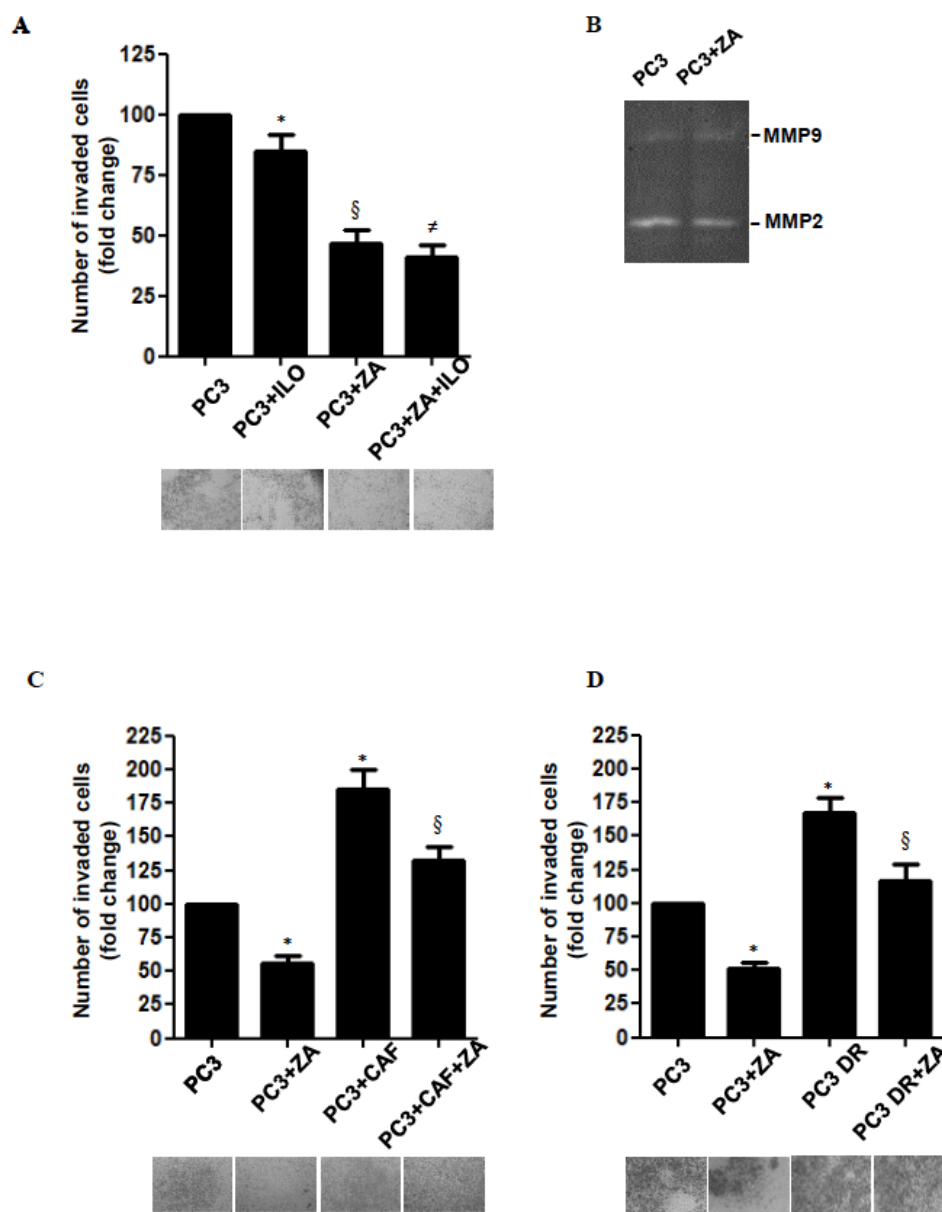 A
Number of invaded cells
(fold change)
125
100
75
50
25
0
*
§
≠
PC3
PC3+ILO
PC3+ZA
PC3+ZA+ILO
B
PC3
PC3+ZA
MMP9
MMP2
C
Number of invaded cells
(fold change)
225
200
175
150
125
100
75
50
25
0
*
*
§
PC3
PC3+ZA
PC3+CAF
PC3+CAF+ZA
D
Number of invaded cells
(fold change)
225
200
175
150
125
100
75
50
25
0
*
*
§
PC3
PC3+ZA
PC3 DR
PC3 DR+ZA